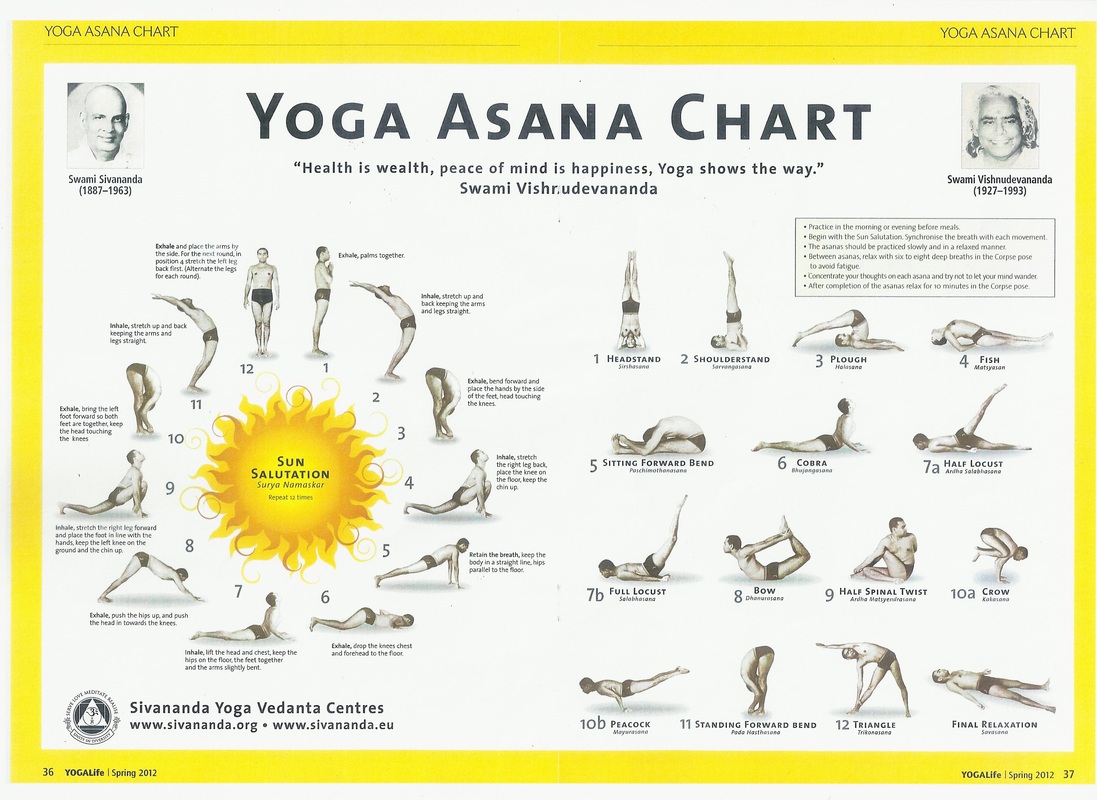 YOGA ASANA CHART
YOGA ASANA CHART
Swami Sivananda
(1887–1963)
YOGA ASANA CHART
“Health is wealth, peace of mind is happiness, Yoga shows the way.”
Swami Vishnudevananda
Swami Vishnudevananda
(1927–1993)
Exhale and place the arms by
the side. For the next round, in
position 4 stretch the left leg
back first. (Alternate the legs
for each round).
12
Exhale, palms together.
1
Inhale, stretch up and
back keeping the arms
and legs straight.
2
Exhale, bend forward and
place the hands by the side
of the feet, head touching
the knees.
3
Inhale, stretch
the right leg back,
place the knee on
the floor, keep the
chin up.
4
Retain the breath, keep the
body in a straight line, hips
parallel to the floor.
5
Exhale, drop the knees chest
and forehead to the floor.
6
Inhale, lift the head and chest, keep the
hips on the floor, the feet together
and the arms slightly bent.
7
Exhale, push the hips up, and push
the head in towards the knees.
8
Inhale, stretch the right leg forward
and place the foot in line with the
hands, keep the left knee on the
ground and the chin up.
9
Exhale, bring the left
foot forward so both
feet are together, keep
the head touching
the knees
10
Inhale, stretch up and back
keeping the arms and
legs straight.
11
SUN
SALUTATION
Surya Namaskar
Repeat 12 times
• Practice in the morning or evening before meals.
• Begin with the Sun Salutation. Synchronise the breath with each movement.
• The asanas should be practiced slowly and in a relaxed manner.
• Between asanas, relax with six to eight deep breaths in the Corpse pose
to avoid fatigue.
• Concentrate your thoughts on each asana and try not to let your mind wander.
• After completion of the asanas relax for 10 minutes in the Corpse pose.
1 HEADSTAND
Sirshasana
2 SHOULDERSTAND
Sarvangasana
3 PLOUGH
Halasana
4 FISH
Matsyasan
5 SITTING FORWARD BEND
Paschimothanasana
6 COBRA
Bhujangasana
7a HALF LOCUST
Ardha Salabhasana
7b FULL LOCUST
Salabhasana
8 BOW
Dhanurasana
9 HALF SPINAL TWIST
Ardha Matsyendrasana
10a CROW
Kakasana
10b PEACOCK
Mayurasana
11 STANDING FORWARD BEND
Pada Hasthasana
12 TRIANGLE
Trikonasana
FINAL RELAXATION
Savasana
SERVE LOVE MEDITATE REALISE
UNITY IN DIVERSITY
Sivananda Yoga Vedanta Centres
www.sivananda.org • www.sivananda.eu
36 YOGALife | Spring 2012
YOGALife | Spring 2012 37